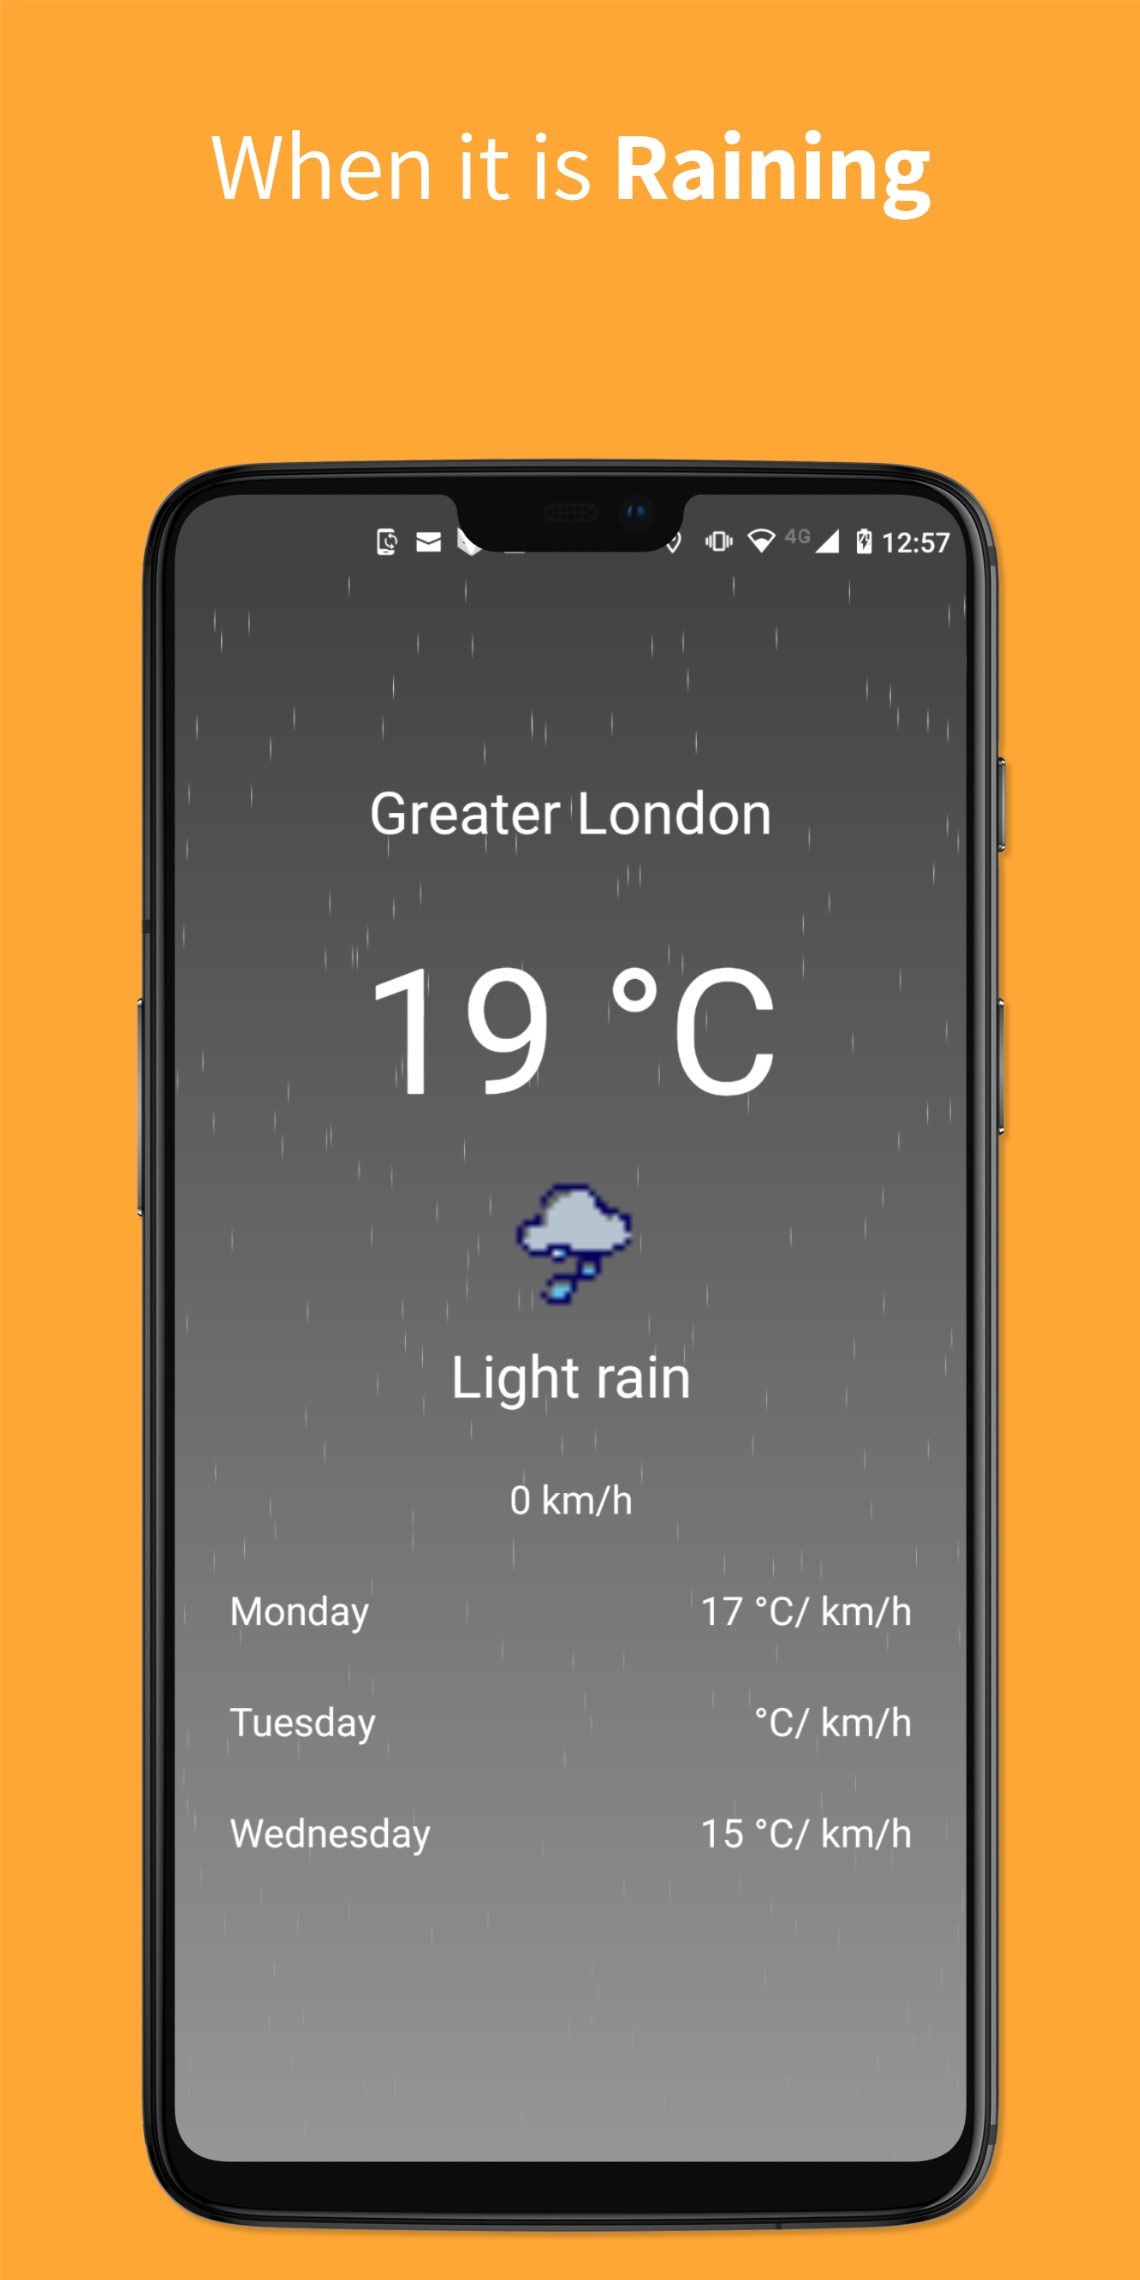 When it is Raining
4G 12:57
Greater London
19 °C
Light rain
0 km/h
Monday 17 °C/ km/h
Tuesday °C/ km/h
Wednesday 15 °C/ km/h